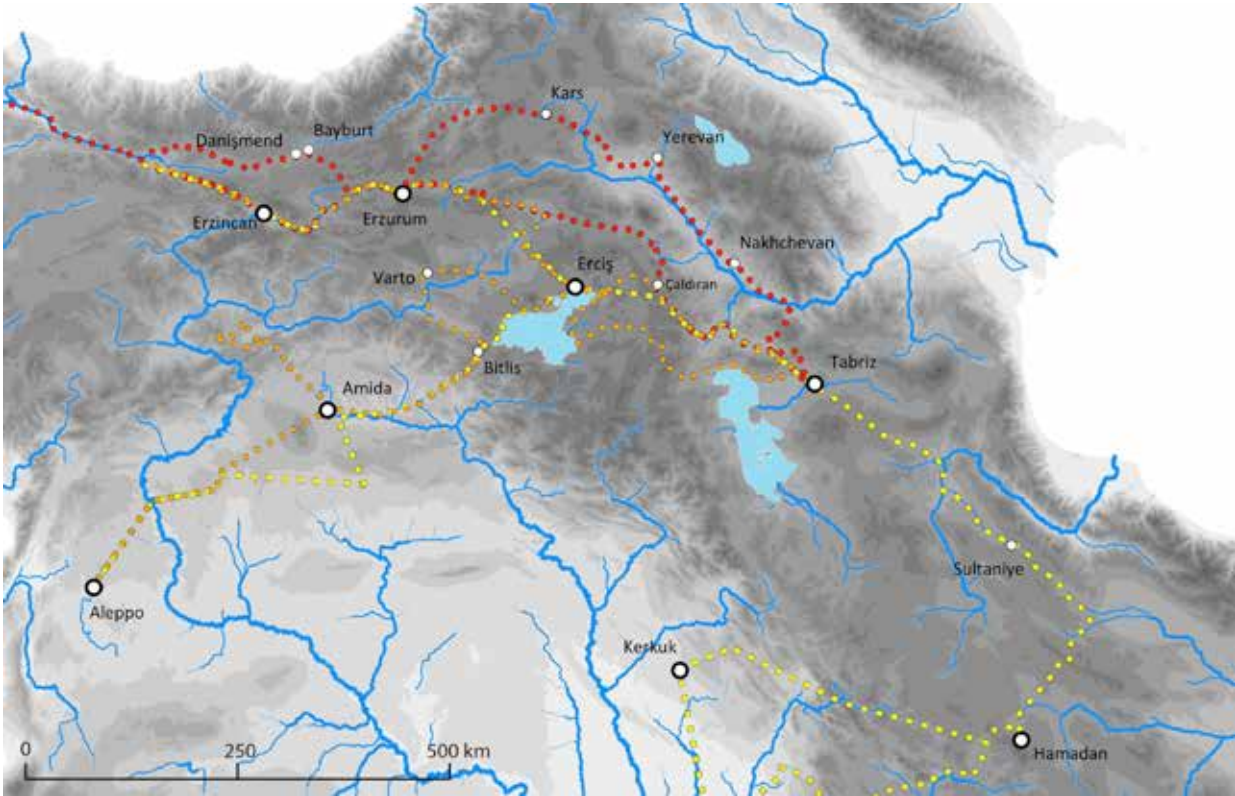 Kars
Danişmend
Bayburt
Yerevan
Erzincan
Erzurum
Nakhchevan
Varto
Erciş
Çaldıran
Bitlis
Tabriz
Amida
Sultaniye
Aleppo
Kerkuk
Hamadan
0 250 500 km